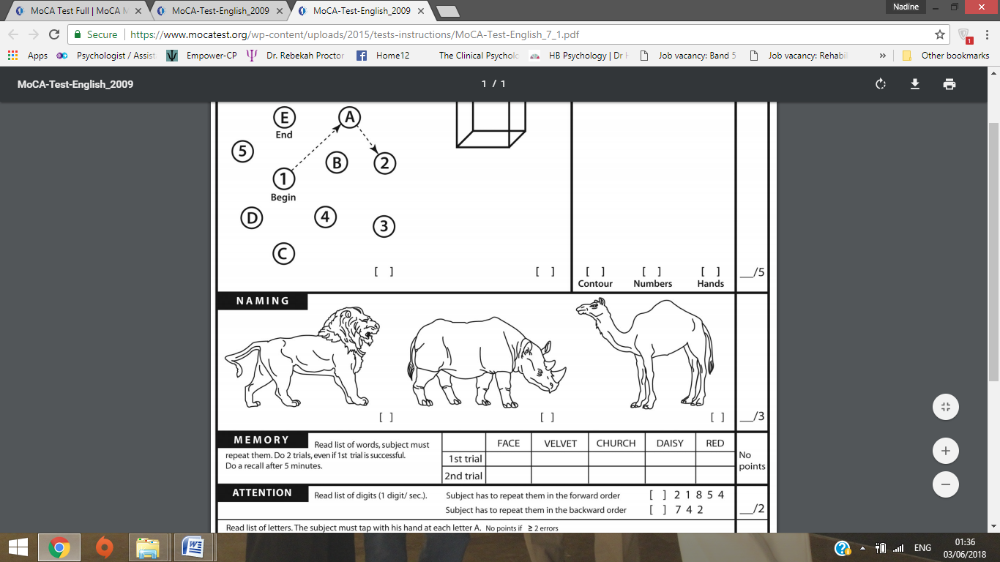 Nadine
MoCA Test Full | MoCA M
MoCA-Test-English_2009
MoCA-Test-English_2009
Secure | https://www.mocatest.org/wp-content/uploads/2015/tests-instructions/MoCA-Test-English_7_1.pdf
1
Apps
Psychologist / Assist
Empower-CP
Dr. Rebekah Proctor
Home12
The Clinical Psycholo
HB Psychology | Dr H
Job vacancy: Band 5
Job vacancy: Rehabil
»
Other bookmarks
MoCA-Test-English_2009
1 / 1
E
End
A
5
B
2
1
Begin
D
4
3
C
[ ]
[ ]
[ ]
[ ]
[ ]
__/5
Contour
Numbers
Hands
NAMING
[ ]
[ ]
[ ]
__/3
MEMORY
Read list of words, subject must
repeat them. Do 2 trials, even if 1st trial is successful.
Do a recall after 5 minutes.
FACE VELVET CHURCH DAISY RED
1st trial
2nd trial
No
points
ATTENTION
Read list of digits (1 digit/ sec.).
Subject has to repeat them in the forward order [ ] 2 1 8 5 4
Subject has to repeat them in the backward order [ ] 7 4 2
__/2
Read list of letters. The subject must tap with his hand at each letter A. No points if ≥ 2 errors
ENG
01:36
03/06/2018